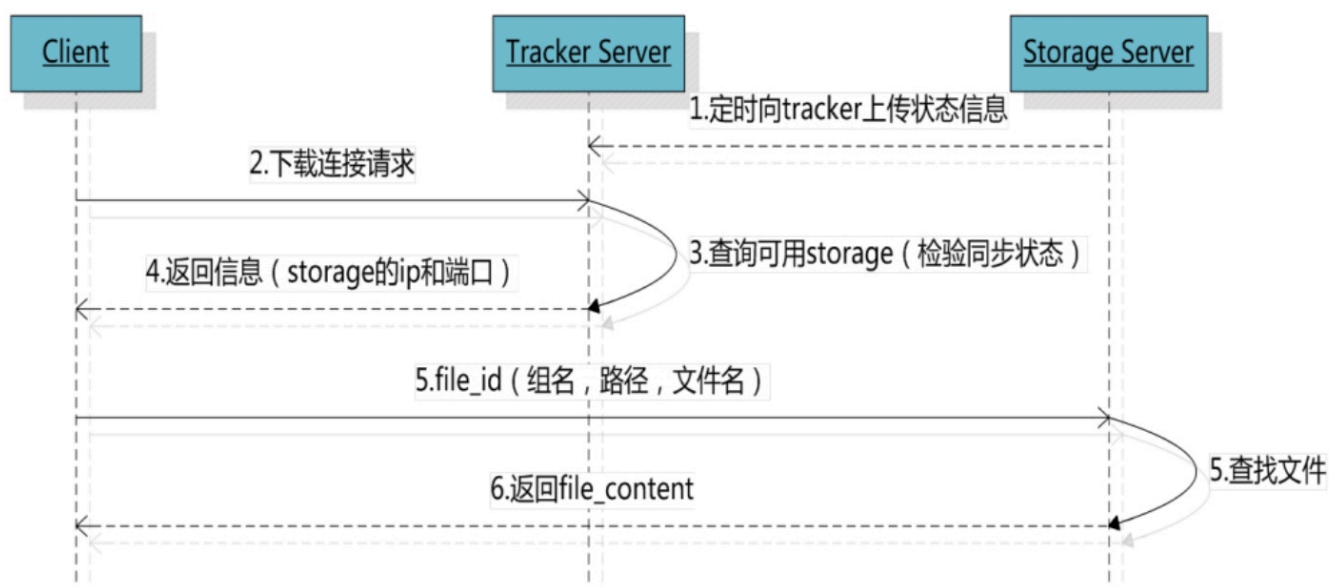 Client
Tracker Server
Storage Server
1.定时向tracker上传状态信息
2.下载连接请求
3.查询可用storage（检验同步状态）
4.返回信息（storage的ip和端口）
5.file_id（组名，路径，文件名）
5.查找文件
6.返回file_content